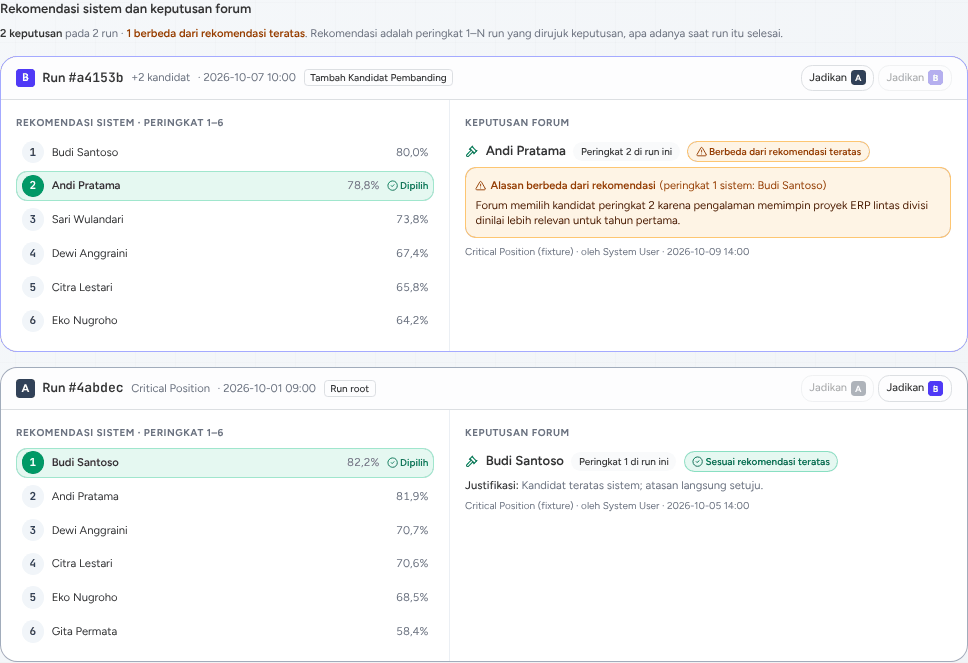 Rekomendasi sistem dan keputusan forum
2 keputusan pada 2 run · 1 berbeda dari rekomendasi teratas. Rekomendasi adalah peringkat 1–N run yang dirujuk keputusan, apa adanya saat run itu selesai.
B Run #a4153b +2 kandidat · 2026-10-07 10:00 Tambah Kandidat Pembanding Jadikan A Jadikan B
REKOMENDASI SISTEM · PERINGKAT 1–6
1 Budi Santoso 80,0%
2 Andi Pratama 78,8% Dipilih
3 Sari Wulandari 73,8%
4 Dewi Anggraini 67,4%
5 Citra Lestari 65,8%
6 Eko Nugroho 64,2%
KEPUTUSAN FORUM
Andi Pratama Peringkat 2 di run ini Berbeda dari rekomendasi teratas
Alasan berbeda dari rekomendasi (peringkat 1 sistem: Budi Santoso)
Forum memilih kandidat peringkat 2 karena pengalaman memimpin proyek ERP lintas divisi
dinilai lebih relevan untuk tahun pertama.
Critical Position (fixture) · oleh System User · 2026-10-09 14:00
A Run #4abdec Critical Position · 2026-10-01 09:00 Run root Jadikan A Jadikan B
REKOMENDASI SISTEM · PERINGKAT 1–6
1 Budi Santoso 82,2% Dipilih
2 Andi Pratama 81,9%
3 Dewi Anggraini 70,7%
4 Citra Lestari 70,6%
5 Eko Nugroho 68,5%
6 Gita Permata 58,4%
KEPUTUSAN FORUM
Budi Santoso Peringkat 1 di run ini Sesuai rekomendasi teratas
Justifikasi: Kandidat teratas sistem; atasan langsung setuju.
Critical Position (fixture) · oleh System User · 2026-10-05 14:00